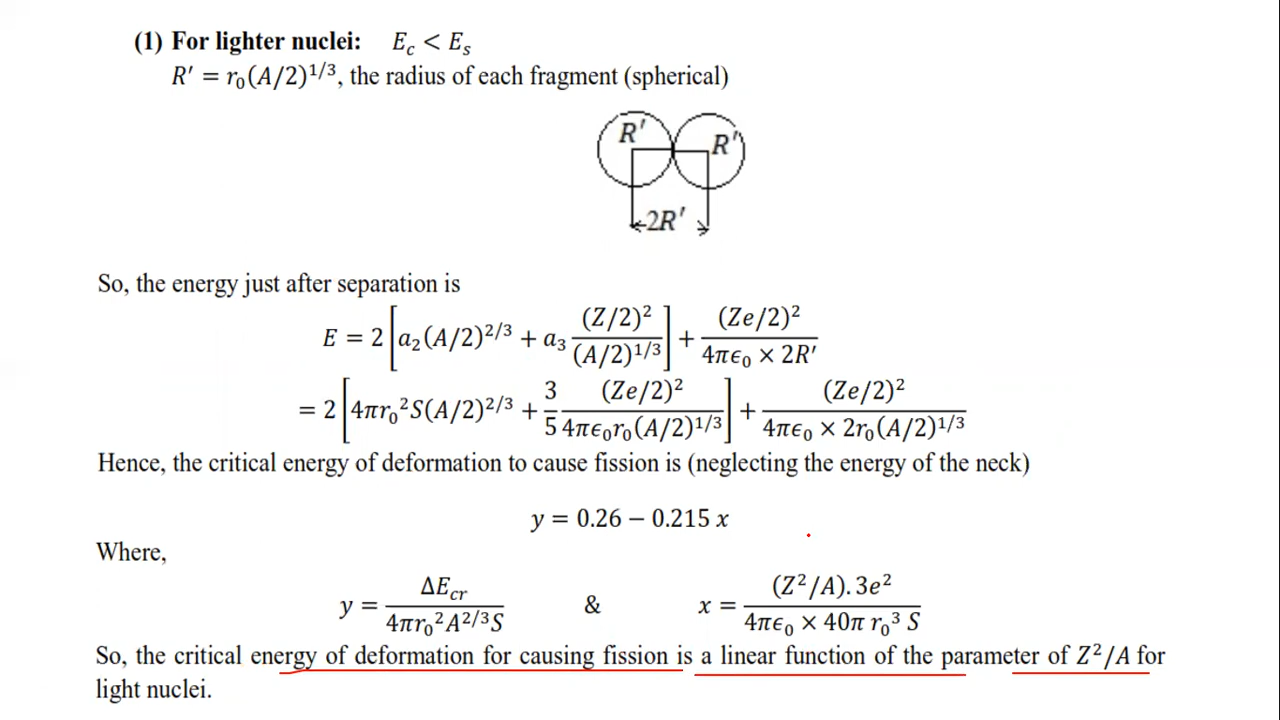 (1) For lighter nuclei: E_c < E_s
R′ = r₀(A/2)^{1/3}, the radius of each fragment (spherical)
R′ R′
2R′
So, the energy just after separation is
E = 2[a₂(A/2)^{2/3} + a₃ (Z/2)²/(A/2)^{1/3}] + (Ze/2)²/(4πϵ₀ × 2R′)
= 2[4πr₀²S(A/2)^{2/3} + 3/5 (Ze/2)²/(4πϵ₀r₀(A/2)^{1/3})] + (Ze/2)²/(4πϵ₀ × 2r₀(A/2)^{1/3})
Hence, the critical energy of deformation to cause fission is (neglecting the energy of the neck)
y = 0.26 − 0.215 x
Where,
y = ΔE_{cr}/(4πr₀²A^{2/3}S) & x = (Z²/A).3e²/(4πϵ₀ × 40π r₀³ S)
So, the critical energy of deformation for causing fission is a linear function of the parameter of Z²/A for
light nuclei.